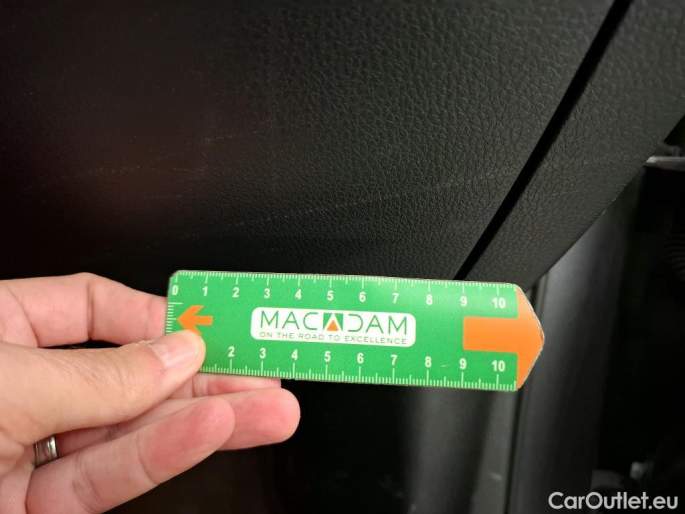 0 1 2 3 4 5 6 7 8 9 10
MACADAM
ON THE ROAD TO EXCELLENCE
2 3 4 5 6 7 8 9 10
CarOutlet.eu